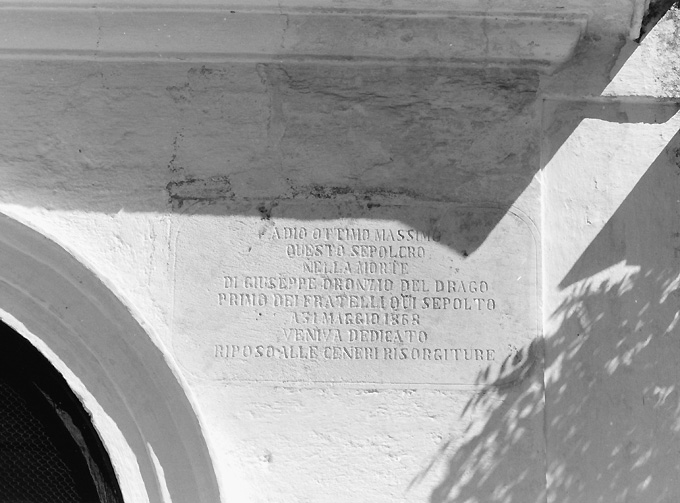 A DIO OTTIMO MASSIMO
QUESTO SEPOLCRO
NELLA MORTE
DI GIUSEPPE ORONZIO DEL DRAGO
PRIMO DEI FRATELLI QUI SEPOLTO
A 31 MAGGIO 1858
VENIVA DEDICATO
RIPOSO ALLE CENERI RISORGITURE